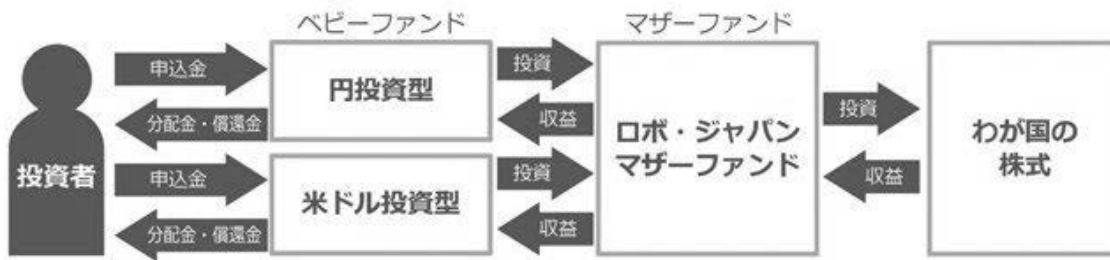 ベビーファンド
マザーファンド
投資者
申込金
分配金・償還金
申込金
分配金・償還金
円投資型
米ドル投資型
投資
収益
投資
収益
ロボ・ジャパン
マザーファンド
投資
収益
わが国の
株式